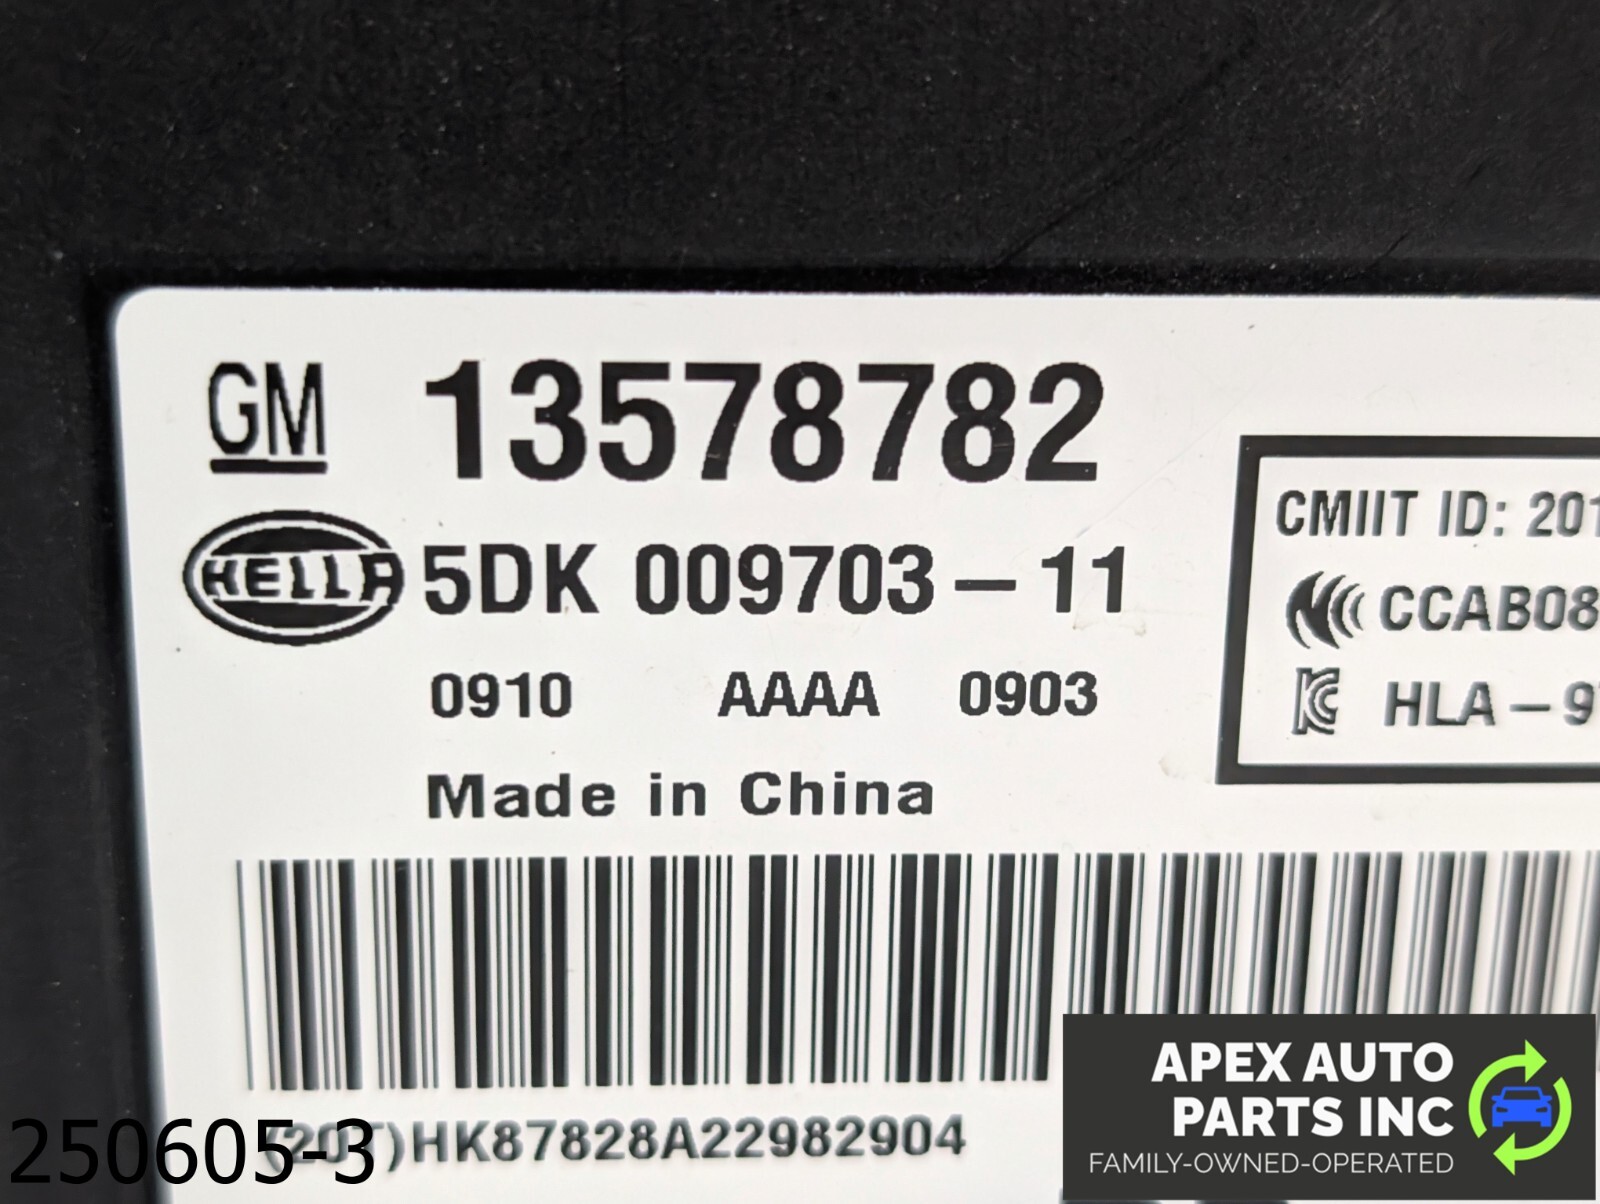 GM 13578782
HELLA 5DK 009703-11
0910 AAAA 0903
Made in China
CMIIT ID: 201
CCAB08
HLA-9
(20T)HK87828A22982904
250605-3
APEX AUTO
PARTS INC
FAMILY-OWNED-OPERATED